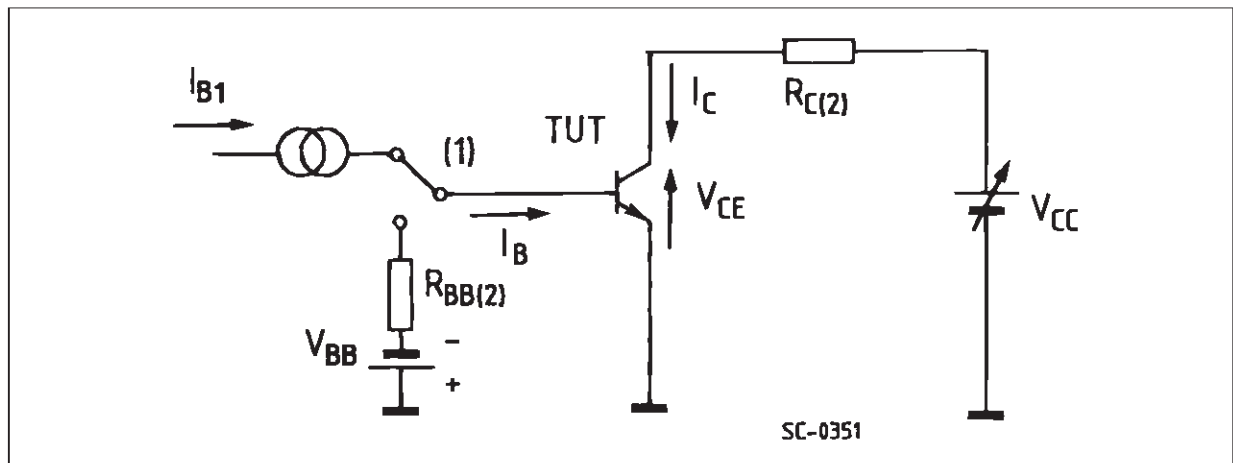 IB1
(1)
TUT
IC
RC(2)
VCE
VCC
IB
RBB(2)
VBB
-
+
SC-0351